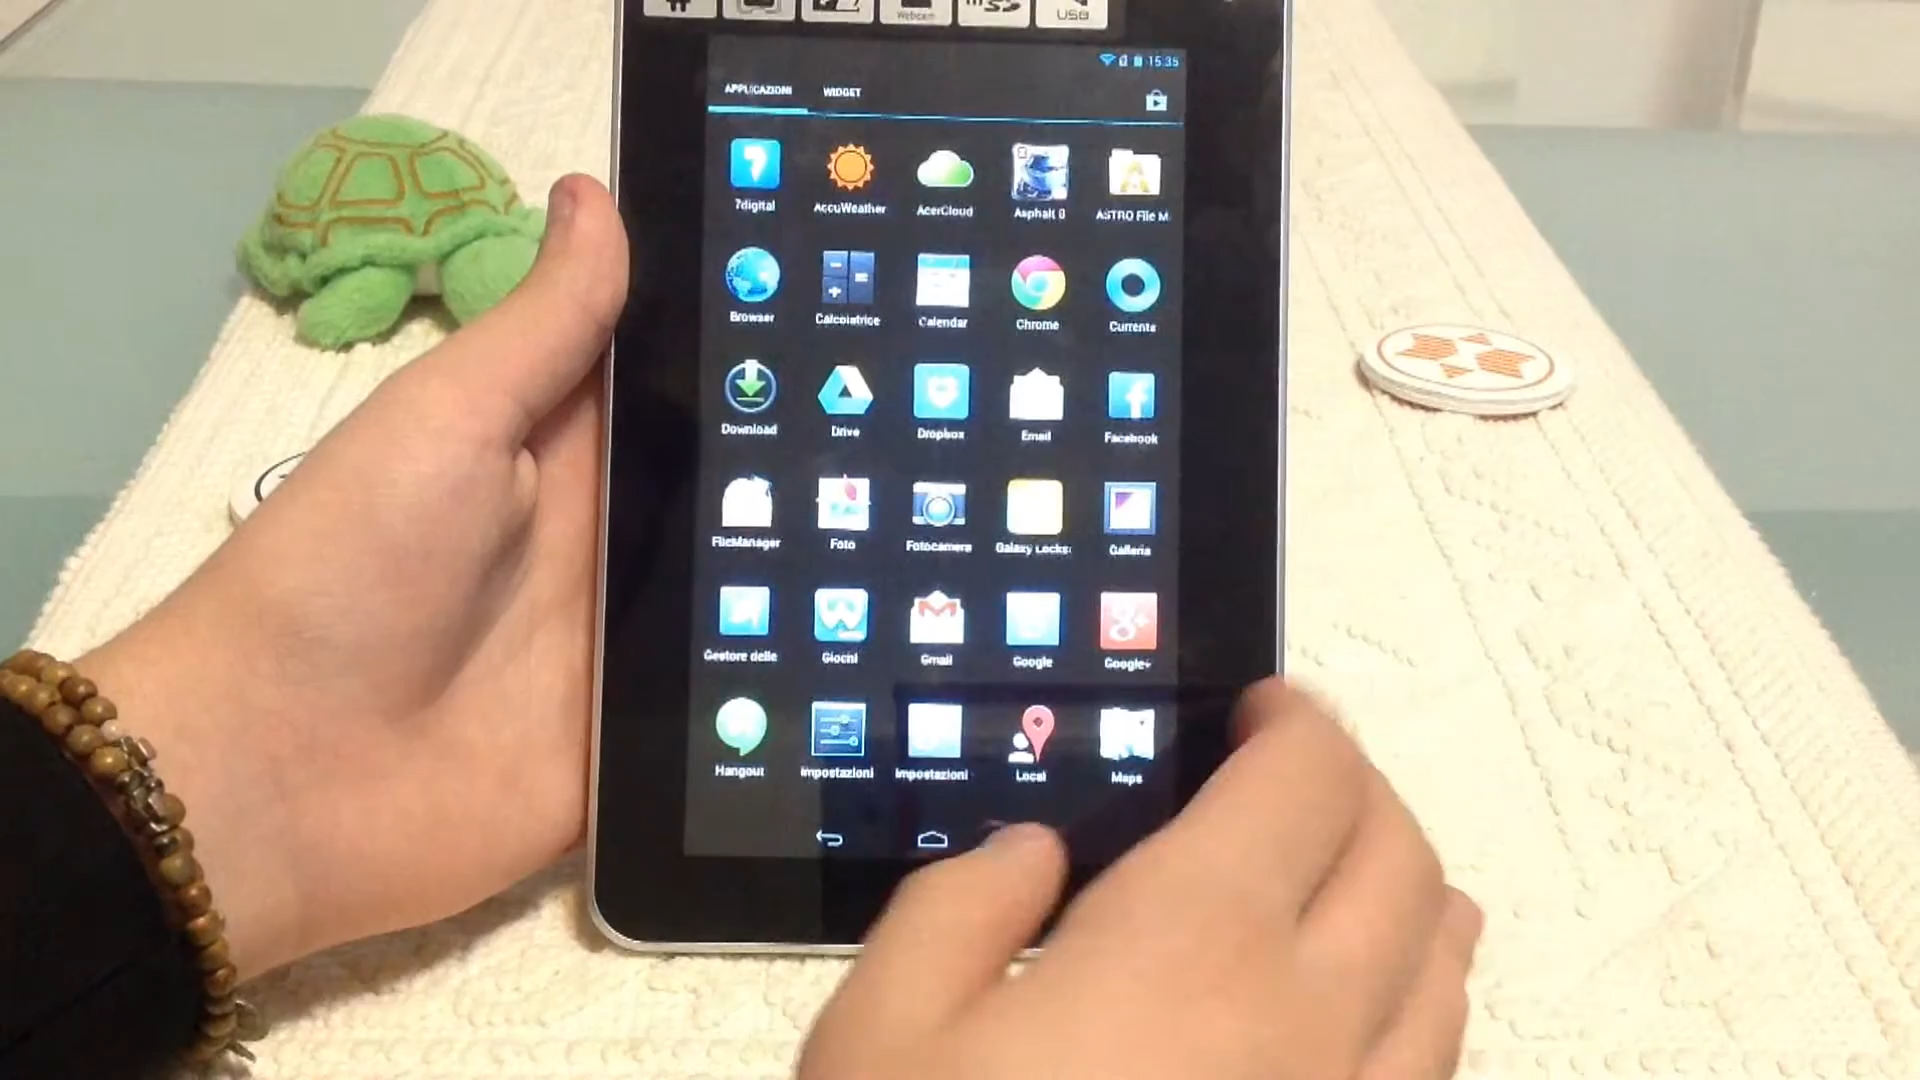 Webcam
USB
15.35
APPLICAZIONI WIDGET
7digital AccuWeather AcerCloud Asphalt 8 ASTRO File M
Browser Calcolatrice Calendar Chrome Currents
Download Drive Dropbox Email Facebook
FileManager Foto Fotocamera Galaxy Locks: Galleria
Gestore delle Giochi Gmail Google Google+
Hangout Impostazioni Impostazioni Local Maps